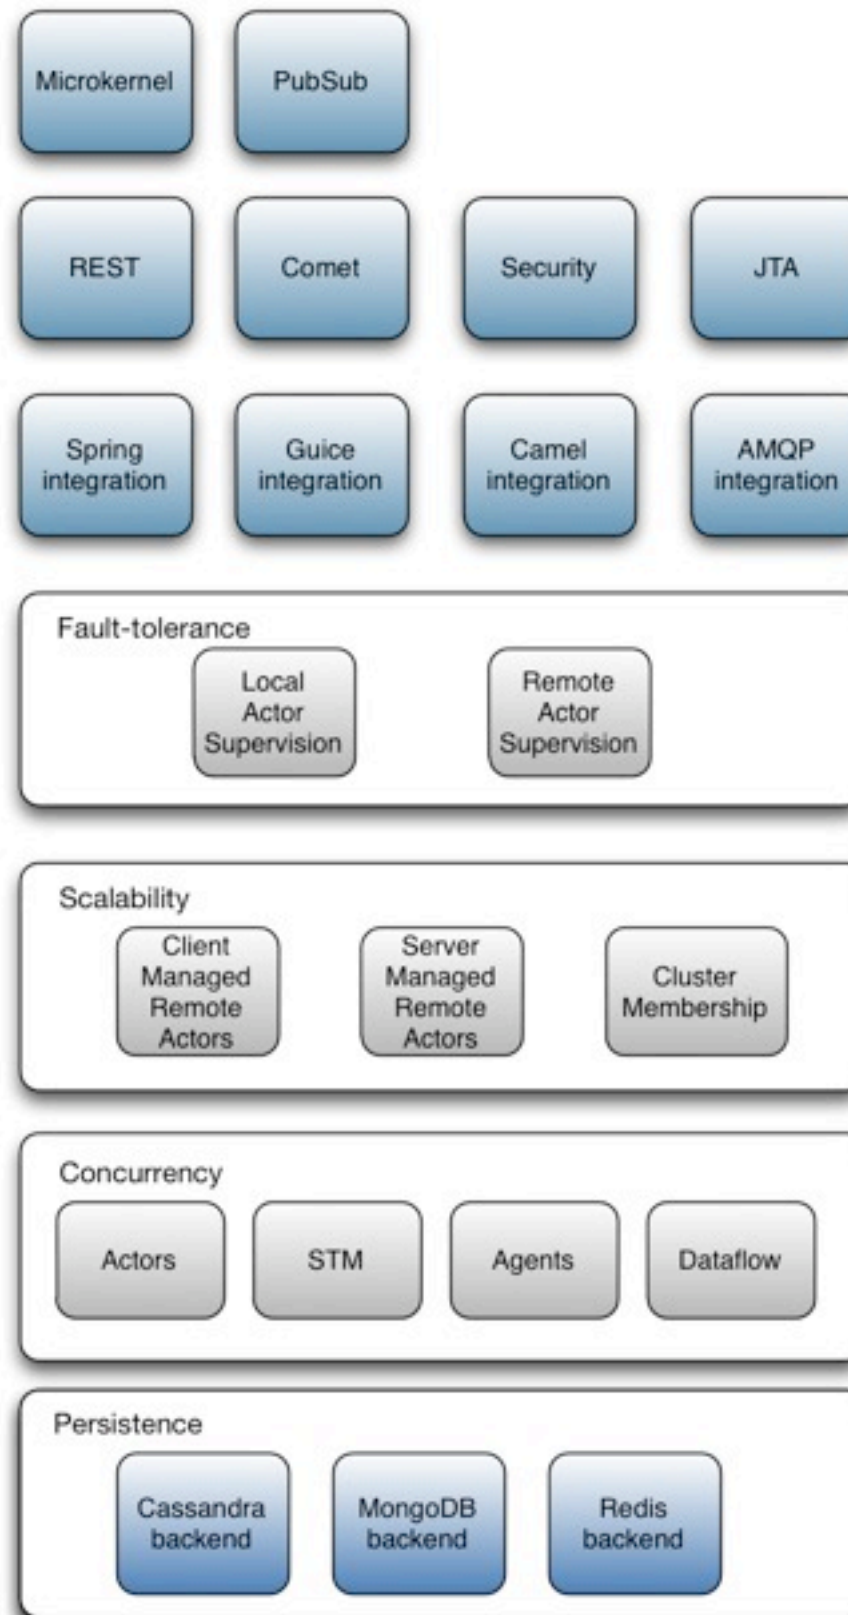 Microkernel
PubSub
REST
Comet
Security
JTA
Spring
integration
Guice
integration
Camel
integration
AMQP
integration
Fault-tolerance
Local
Actor
Supervision
Remote
Actor
Supervision
Scalability
Client
Managed
Remote
Actors
Server
Managed
Remote
Actors
Cluster
Membership
Concurrency
Actors
STM
Agents
Dataflow
Persistence
Cassandra
backend
MongoDB
backend
Redis
backend